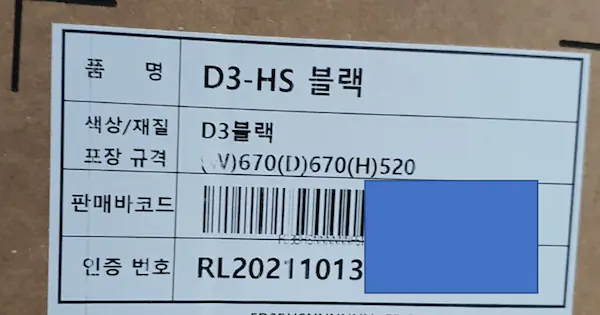 품 명 D3-HS 블랙
색상/재질 D3블랙
포장 규격 (W)670(D)670(H)520
판매바코드
인증 번호 RL20211013